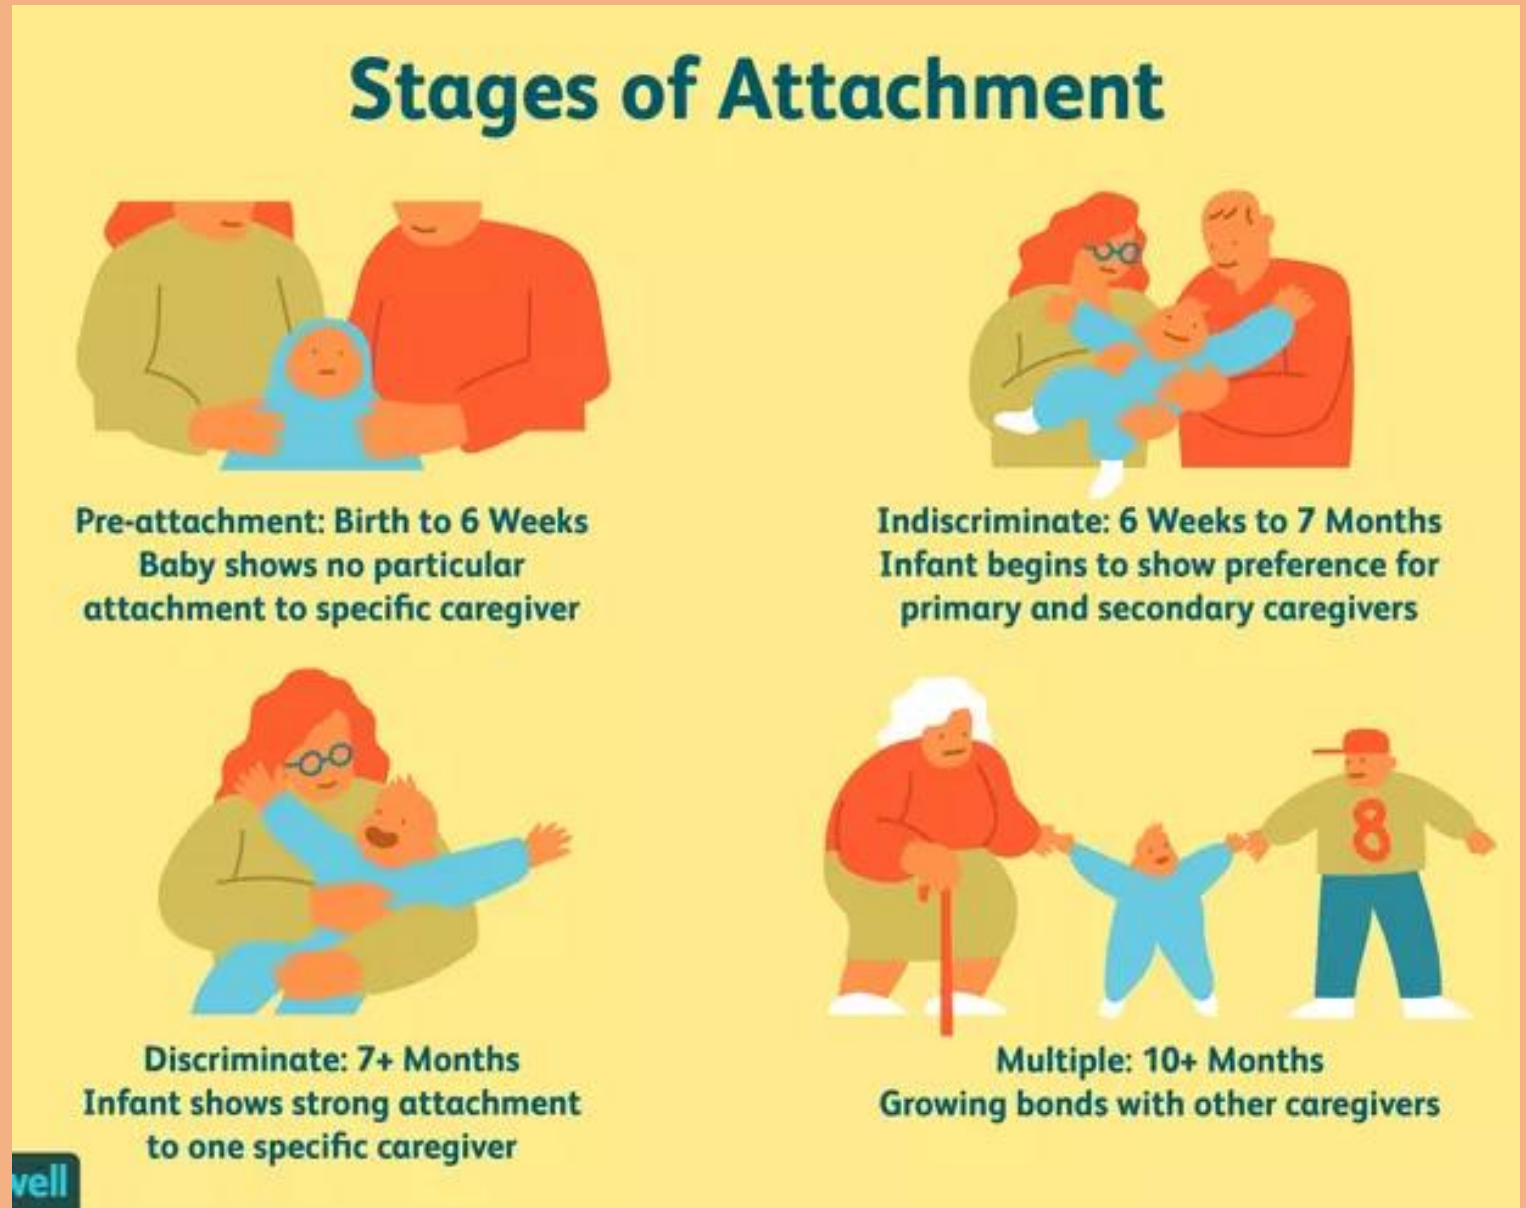 Stages of Attachment
Pre-attachment: Birth to 6 Weeks
Baby shows no particular
attachment to specific caregiver
Indiscriminate: 6 Weeks to 7 Months
Infant begins to show preference for
primary and secondary caregivers
8
Discriminate: 7+ Months
Infant shows strong attachment
to one specific caregiver
Multiple: 10+ Months
Growing bonds with other caregivers
well